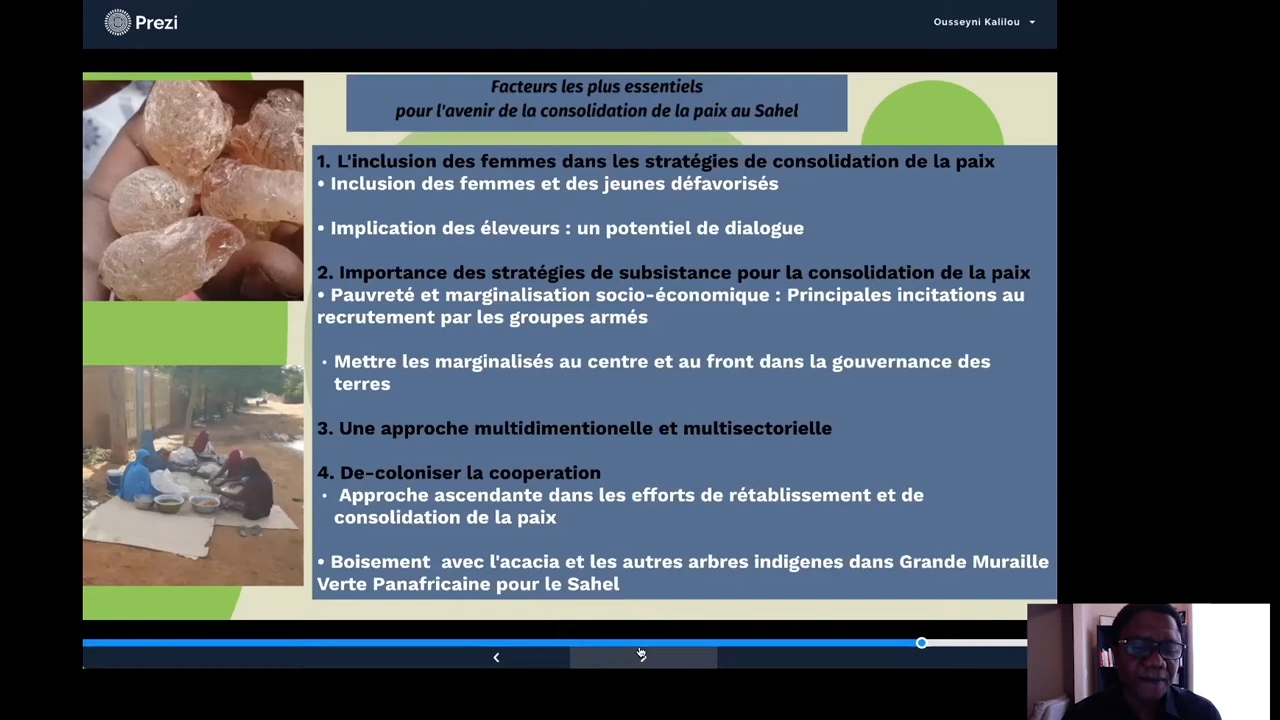 Prezi
Ousseyni Kalilou
Facteurs les plus essentiels
pour l'avenir de la consolidation de la paix au Sahel
1. L'inclusion des femmes dans les stratégies de consolidation de la paix
• Inclusion des femmes et des jeunes défavorisés
• Implication des éleveurs : un potentiel de dialogue
2. Importance des stratégies de subsistance pour la consolidation de la paix
• Pauvreté et marginalisation socio-économique : Principales incitations au
recrutement par les groupes armés
• Mettre les marginalisés au centre et au front dans la gouvernance des
terres
3. Une approche multidimentionelle et multisectorielle
4. De-coloniser la cooperation
• Approche ascendante dans les efforts de rétablissement et de
consolidation de la paix
• Boisement avec l'acacia et les autres arbres indigenes dans Grande Muraille
Verte Panafricaine pour le Sahel